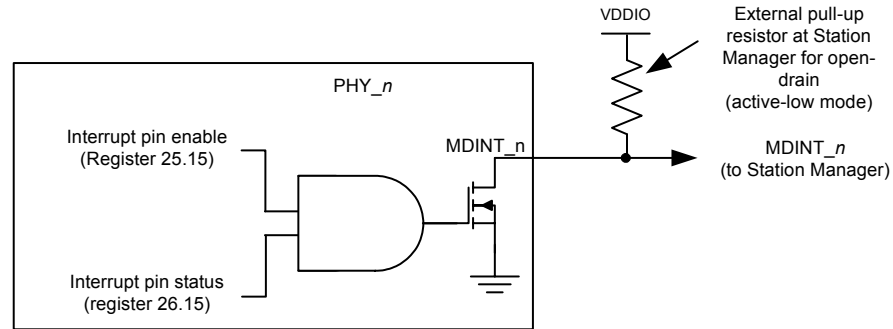 VDDIO
External pull-up
resistor at Station
Manager for open-
drain
(active-low mode)
PHY_n
Interrupt pin enable
(Register 25.15)
MDINT_n
MDINT_n
(to Station Manager)
Interrupt pin status
(register 26.15)